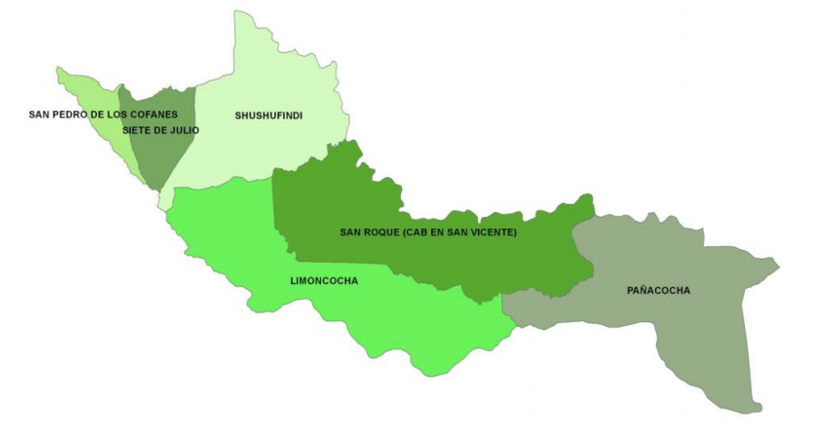 SAN PEDRO DE LOS COFANES
SIETE DE JULIO
SHUSHUFINDI
SAN ROQUE (CAB EN SAN VICENTE)
LIMONCOCHA
PAÑACOCHA